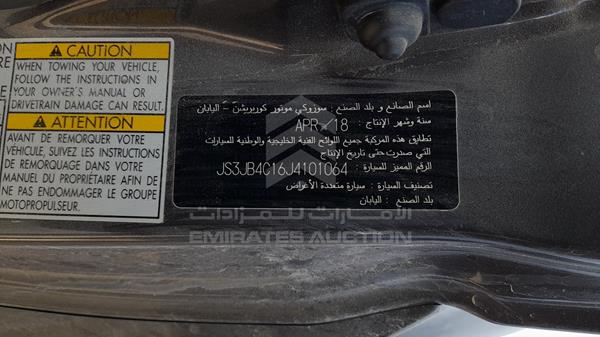 CAUTION
WHEN TOWING YOUR VEHICLE,
FOLLOW THE INSTRUCTIONS
IN YOUR OWNER'S MANUAL OR
DRIVETRAIN DAMAGE CAN RESULT.
ATTENTION
AVANT DE REMORQUER VOTRE
VÉHICULE, SUIVEZ LES INSTRUCTIONS
DE REMORQUAGE DANS LE
MANUEL DU PROPRIÉTAIRE AFIN DE
PAS ENDOMMAGER LE GROUPE
MOTOPROPULSEUR.
اسم الصانع و بلد الصنع : سوزوكي موتور كوربريشن - اليابان
سنة وشهر الإنتاج : APR-18
تطابق هذه المركبة جميع اللوائح الفنية الخليجية والوطنية للسيارات
التي صدرت حتى تاريخ الإنتاج
الرقم المميز للسيارة : JS3JB4C16J4101064
تصنيف السيارة : سيارة متعددة الأغراض
بلد الصنع : اليابان
الإمارات للمزادات
EMIRATES AUCTION